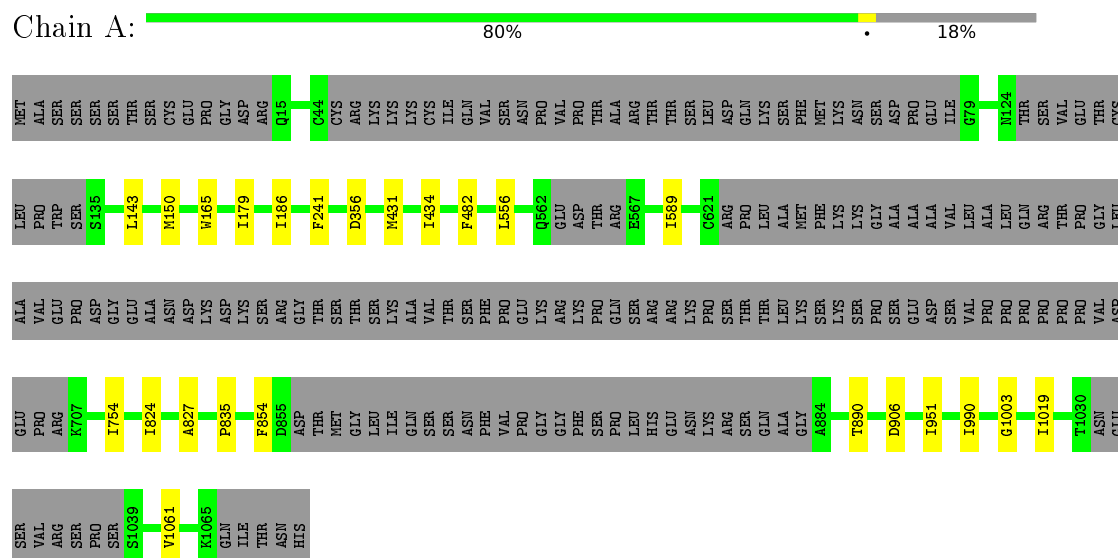 Chain A:
80%
•
18%
MET ALA SER SER SER SER THR SER CYS GLU PRO GLY ASP ARG Q15 C44 CYS ARG LYS LYS LYS CYS ILE GLN VAL SER ASN PRO VAL PRO THR ALA ARG THR THR SER LEU ASP GLN LYS SER PHE MET LYS ASN SER ASP PRO GLU ILE G79 N124 THR SER VAL GLU THR CYS
LEU PRO TRP SER S135 L143 M150 W165 I179 I186 F241 D356 M431 I434 F482 L556 Q562 GLU ASP THR ARG E567 I589 C621 ARG PRO LEU ALA MET PHE LYS LYS GLY ALA ALA ALA VAL LEU ALA LEU GLN ARG THR PRO GLY LEU
ALA VAL GLU PRO ASP GLY GLU ALA ASN ASP LYS ASP LYS SER ARG GLY THR SER THR SER LYS ALA VAL THR SER PHE PRO GLU LYS ARG LYS PRO GLN SER ARG ARG LYS PRO SER THR THR LEU LYS SER LYS SER PRO SER GLU ASP SER VAL PRO PRO PRO PRO PRO PRO VAL ASP
GLU PRO ARG K707 I754 I824 A827 P835 F854 D855 ASP THR MET GLY LEU ILE GLN SER SER ASN PHE VAL PRO GLY GLY PHE SER PRO LEU HIS GLU ASN LYS ARG SER GLN ALA GLY A884 T890 D906 I951 I990 G1003 I1019 T1030 ASN GLU
SER VAL ARG SER PRO SER S1039 V1061 K1065 GLN ILE THR ASN HIS